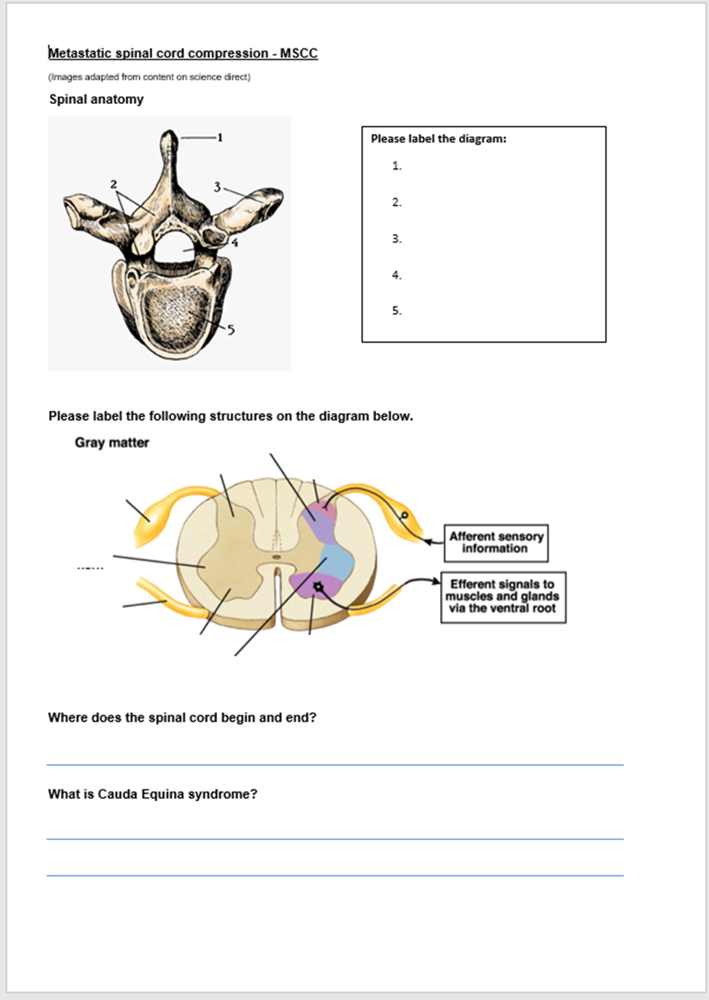 Metastatic spinal cord compression - MSCC
(Images adapted from content on science direct)
Spinal anatomy
1
2
3
4
5
Please label the diagram:
1.
2.
3.
4.
5.
Please label the following structures on the diagram below.
Gray matter
Afferent sensory
information
Efferent signals to
muscles and glands
via the ventral root
Where does the spinal cord begin and end?
What is Cauda Equina syndrome?